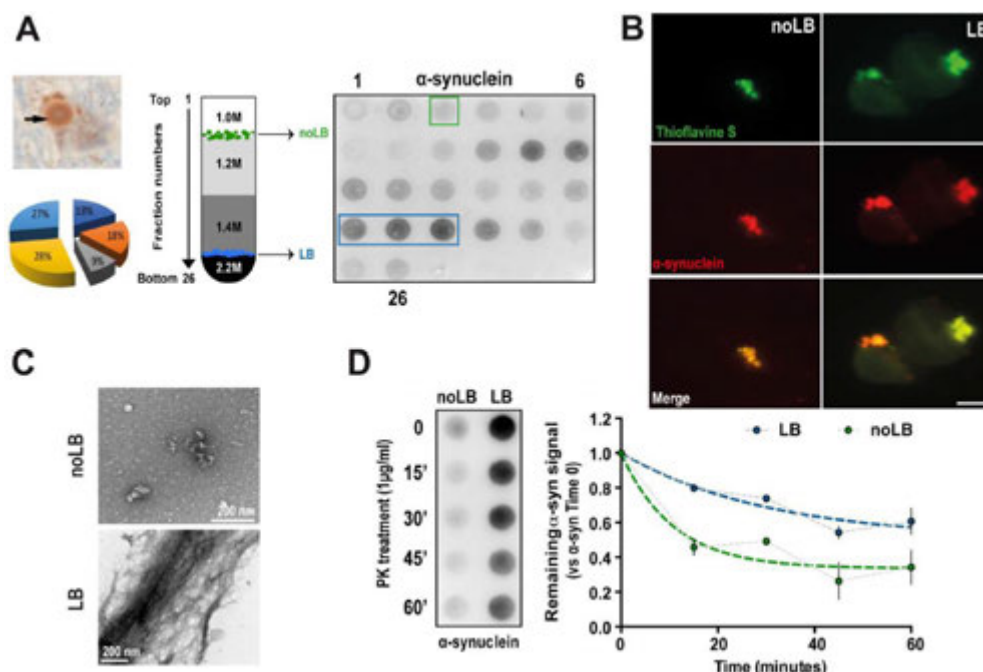 A
1 α-synuclein 6
Top 1
1.0M
noLB
1.2M
Fraction numbers
1.4M
LB
Bottom 26
2.2M
26
27%
13%
18%
9%
28%
B
noLB
LB
Thioflavine S
α-synuclein
Merge
C
noLB
200 nm
LB
200 nm
D
noLB LB
PK treatment (1µg/ml)
0
15'
30'
45'
60'
α-synuclein
LB
noLB
Remaining α-syn signal
(vs α-syn Time 0)
1.2
1.0
0.8
0.6
0.4
0.2
0.0
0 20 40 60
Time (minutes)